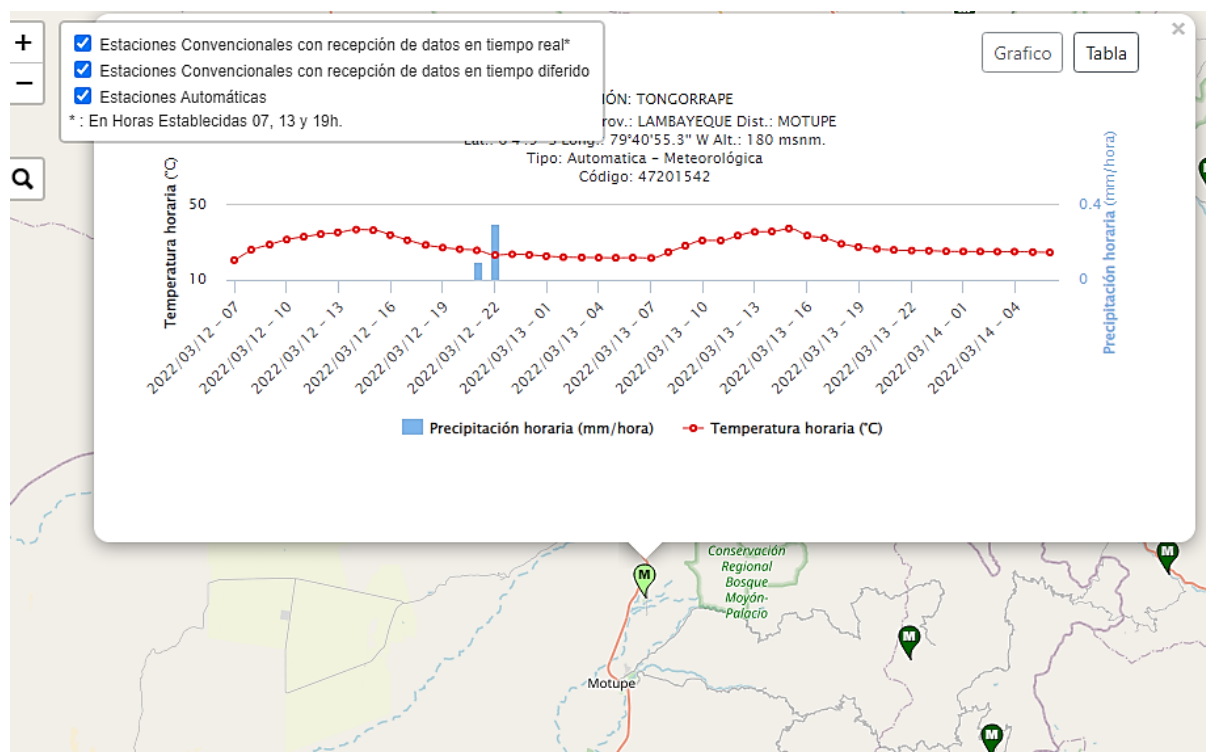 +
−
Estaciones Convencionales con recepción de datos en tiempo real*
Estaciones Convencionales con recepción de datos en tiempo diferido
Estaciones Automáticas
* : En Horas Establecidas 07, 13 y 19h.
×
Grafico
Tabla
TONGORRAPE
LAMBAYEQUE Dist.: MOTUPE
79°40'55.3" W Alt.: 180 msnm.
Tipo: Automatica - Meteorológica
Código: 47201542
Temperatura horaria (°C)
50
10
Precipitación horaria (mm/hora)
0.4
0
2022/03/12 - 07
2022/03/12 - 10
2022/03/12 - 13
2022/03/12 - 16
2022/03/12 - 19
2022/03/12 - 22
2022/03/13 - 01
2022/03/13 - 04
2022/03/13 - 07
2022/03/13 - 10
2022/03/13 - 13
2022/03/13 - 16
2022/03/13 - 19
2022/03/13 - 22
2022/03/14 - 01
2022/03/14 - 04
Precipitación horaria (mm/hora)
Temperatura horaria (°C)
Conservación
Regional
Bosque
Moyán-
Palacio
M
M
M
M
Motupe